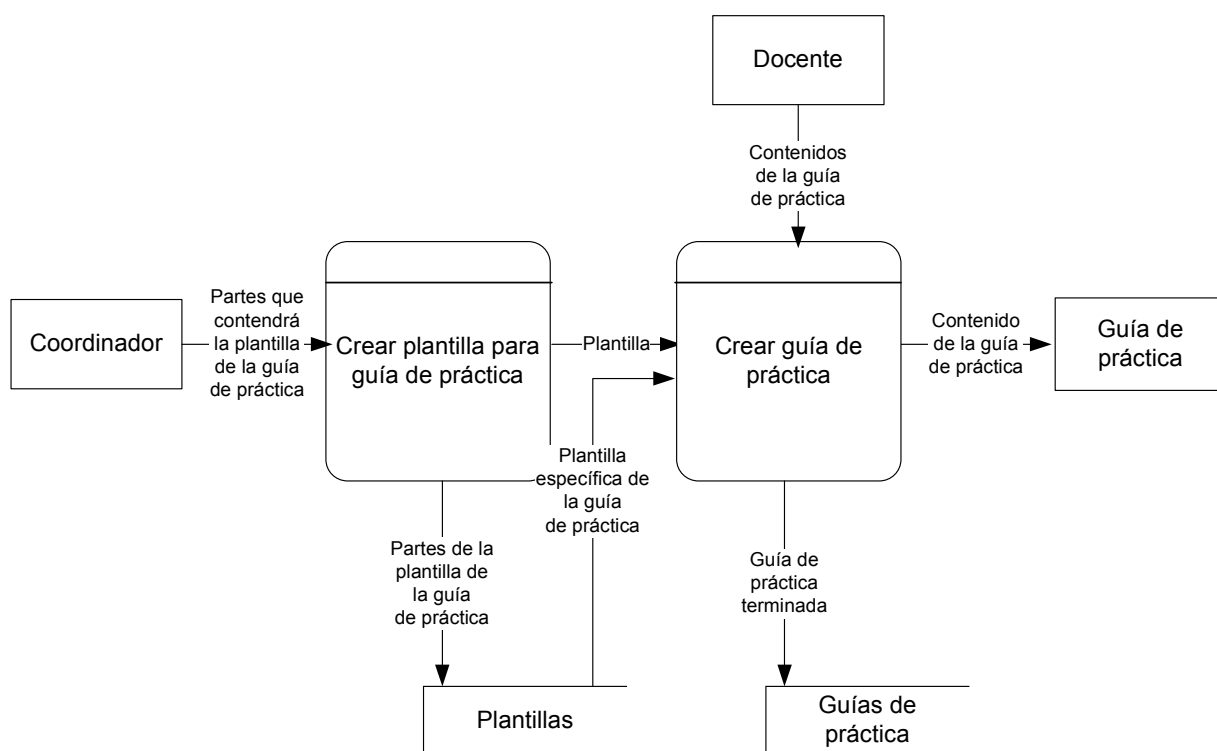 Docente
Contenidos
de la guía
de práctica
Coordinador
Partes que
contendrá
la plantilla
de la guía
de práctica
Crear plantilla para
guía de práctica
Plantilla
Crear guía de
práctica
Contenido
de la guía
de práctica
Guía de
práctica
Plantilla
específica de
la guía
de práctica
Partes de la
plantilla de
la guía
de práctica
Guía de
práctica
terminada
Plantillas
Guías de
práctica